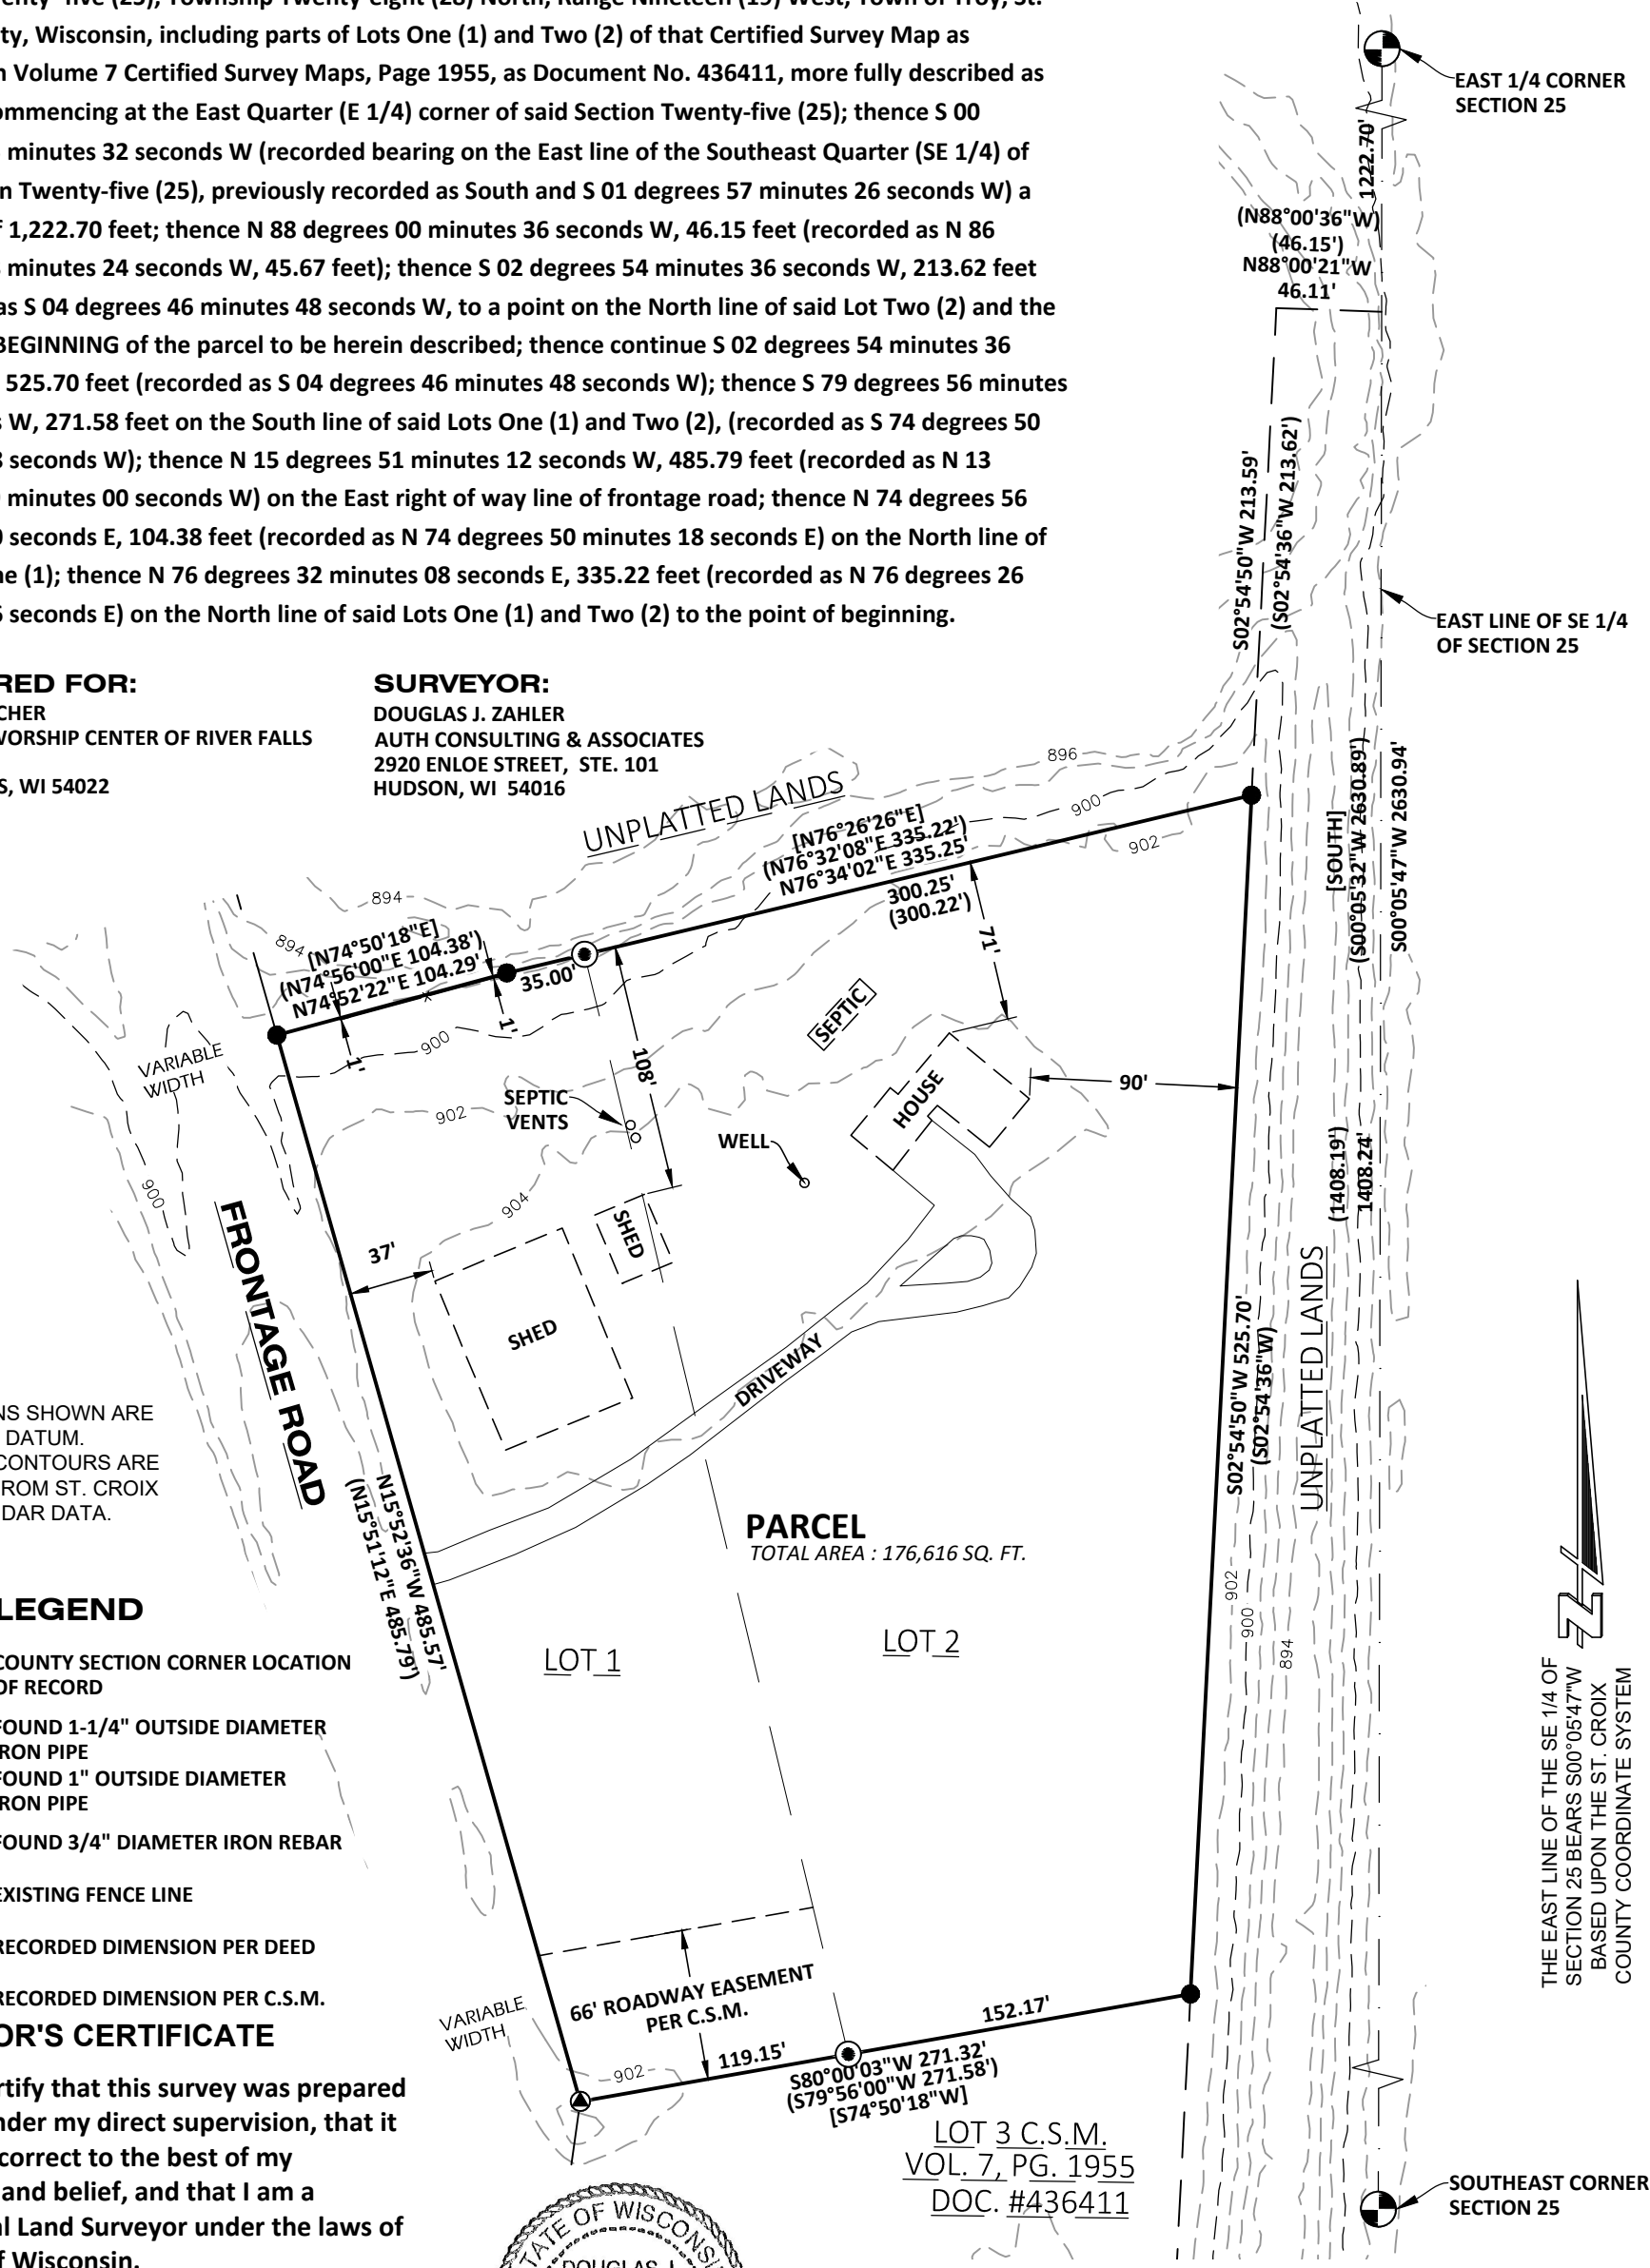 Twenty-five (25), Township Twenty-eight (28) North, Range Nineteen (19) West, Town of Troy, St.
Wisconsin, including parts of Lots One (1) and Two (2) of that Certified Survey Map as
Volume 7 Certified Survey Maps, Page 1955, as Document No. 436411, more fully described as
commencing at the East Quarter (E 1/4) corner of said Section Twenty-five (25); thence S 00
minutes 32 seconds W (recorded bearing on the East line of the Southeast Quarter (SE 1/4) of
Twenty-five (25), previously recorded as South and S 01 degrees 57 minutes 26 seconds W) a
1,222.70 feet; thence N 88 degrees 00 minutes 36 seconds W, 46.15 feet (recorded as N 86
minutes 24 seconds W, 45.67 feet); thence S 02 degrees 54 minutes 36 seconds W, 213.62 feet
as S 04 degrees 46 minutes 48 seconds W, to a point on the North line of said Lot Two (2) and the
BEGINNING of the parcel to be herein described; thence continue S 02 degrees 54 minutes 36
525.70 feet (recorded as S 04 degrees 46 minutes 48 seconds W); thence S 79 degrees 56 minutes
W, 271.58 feet on the South line of said Lots One (1) and Two (2), (recorded as S 74 degrees 50
seconds W); thence N 15 degrees 51 minutes 12 seconds W, 485.79 feet (recorded as N 13
minutes 00 seconds W) on the East right of way line of frontage road; thence N 74 degrees 56
seconds E, 104.38 feet (recorded as N 74 degrees 50 minutes 18 seconds E) on the North line of
(1); thence N 76 degrees 32 minutes 08 seconds E, 335.22 feet (recorded as N 76 degrees 26
seconds E) on the North line of said Lots One (1) and Two (2) to the point of beginning.
RED FOR:
CHER
WORSHIP CENTER OF RIVER FALLS
S, WI 54022
SURVEYOR:
DOUGLAS J. ZAHLER
AUTH CONSULTING & ASSOCIATES
2920 ENLOE STREET, STE. 101
HUDSON, WI 54016
EAST 1/4 CORNER
SECTION 25
1222.70'
(N88°00'36"W)
(46.15')
N88°00'21"W
46.11'
S02°54'50"W 213.59'
(S02°54'36"W 213.62')
EAST LINE OF SE 1/4
OF SECTION 25
[SOUTH]
(S00°05'32"W 2630.89')
S00°05'47"W 2630.94'
UNPLATTED LANDS
896
900
902
[N76°26'26"E]
(N76°32'08"E 335.22')
N76°34'02"E 335.25'
300.25'
(300.22')
894
894
[N74°50'18"E]
(N74°56'00"E 104.38')
N74°52'22"E 104.29'
35.00'
71'
1'
1'
108'
900
902
904
VARIABLE
WIDTH
900
SEPTIC
SEPTIC
VENTS
WELL
HOUSE
90'
(1408.19')
1408.24'
SHED
37'
SHED
DRIVEWAY
FRONTAGE ROAD
UNPLATTED LANDS
S02°54'50"W 525.70'
(S02°54'36"W)
N15°52'36"W 485.57'
(N15°51'12"E 485.79')
NS SHOWN ARE
DATUM.
CONTOURS ARE
FROM ST. CROIX
DAR DATA.
PARCEL
TOTAL AREA : 176,616 SQ. FT.
LOT 1
LOT 2
902
900
894
LEGEND
COUNTY SECTION CORNER LOCATION
OF RECORD
FOUND 1-1/4" OUTSIDE DIAMETER
IRON PIPE
FOUND 1" OUTSIDE DIAMETER
IRON PIPE
FOUND 3/4" DIAMETER IRON REBAR
EXISTING FENCE LINE
RECORDED DIMENSION PER DEED
RECORDED DIMENSION PER C.S.M.
N
THE EAST LINE OF THE SE 1/4 OF
SECTION 25 BEARS S00°05'47"W
BASED UPON THE ST. CROIX
COUNTY COORDINATE SYSTEM
66' ROADWAY EASEMENT
PER C.S.M.
VARIABLE
WIDTH
902
119.15'
152.17'
S80°00'03"W 271.32'
(S79°56'00"W 271.58')
[S74°50'18"W]
LOT 3 C.S.M.
VOL. 7, PG. 1955
DOC. #436411
SOUTHEAST CORNER
SECTION 25
OR'S CERTIFICATE
rtify that this survey was prepared
nder my direct supervision, that it
correct to the best of my
and belief, and that I am a
l Land Surveyor under the laws of
f Wisconsin.
STATE OF WISCONSIN
DOUGLAS J.